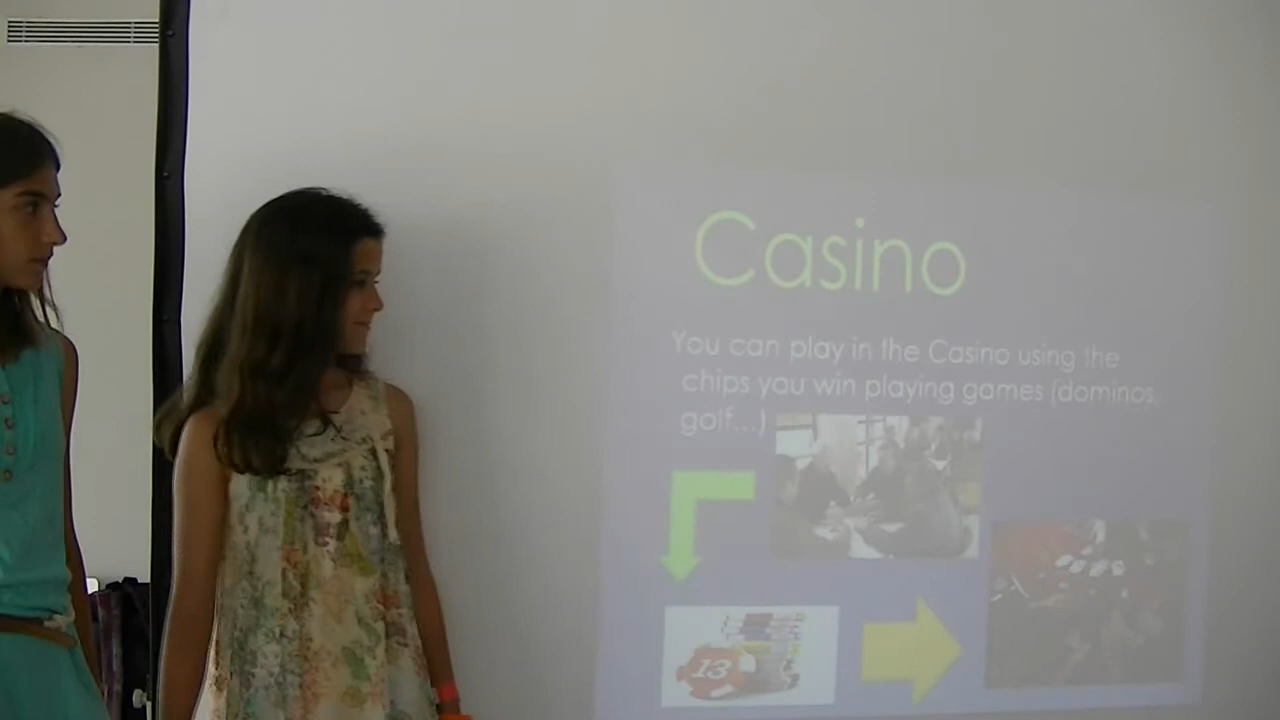 Casino
You can play in the Casino using the
chips you win playing games (dominos,
golf...)
13